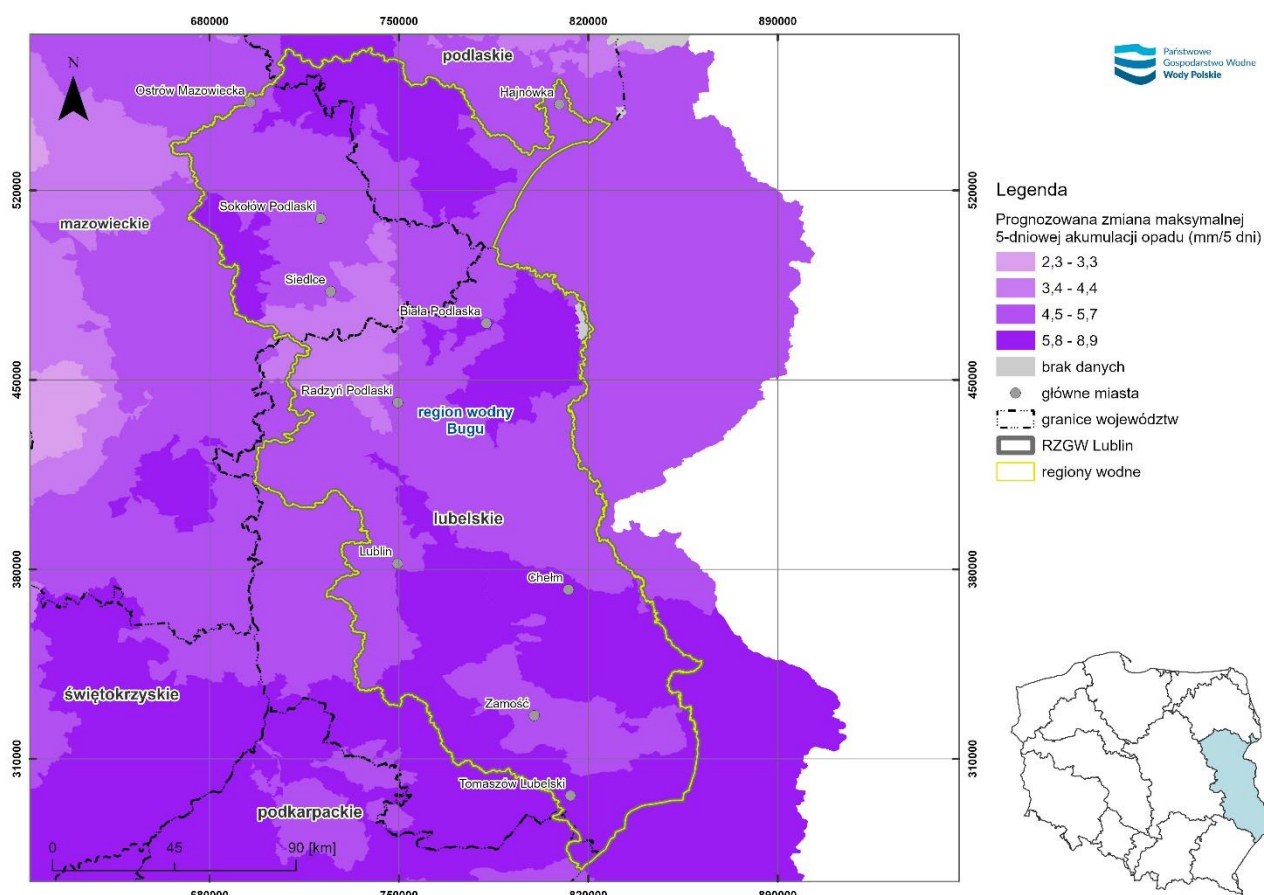 680000
750000
820000
890000
podlaskie
N
Ostrów Mazowiecka
Hajnówka
520000
520000
mazowieckie
Sokołów Podlaski
Siedlce
Biała Podlaska
450000
450000
Radzyń Podlaski
region wodny
Bugu
lubelskie
Lublin
380000
380000
Chełm
świętokrzyskie
Zamość
310000
310000
Tomaszów Lubelski
podkarpackie
0
45
90 [km]
680000
750000
820000
890000
Państwowe
Gospodarstwo Wodne
Wody Polskie
Legenda
Prognozowana zmiana maksymalnej
5-dniowej akumulacji opadu (mm/5 dni)
2,3 - 3,3
3,4 - 4,4
4,5 - 5,7
5,8 - 8,9
brak danych
główne miasta
granice województw
RZGW Lublin
regiony wodne